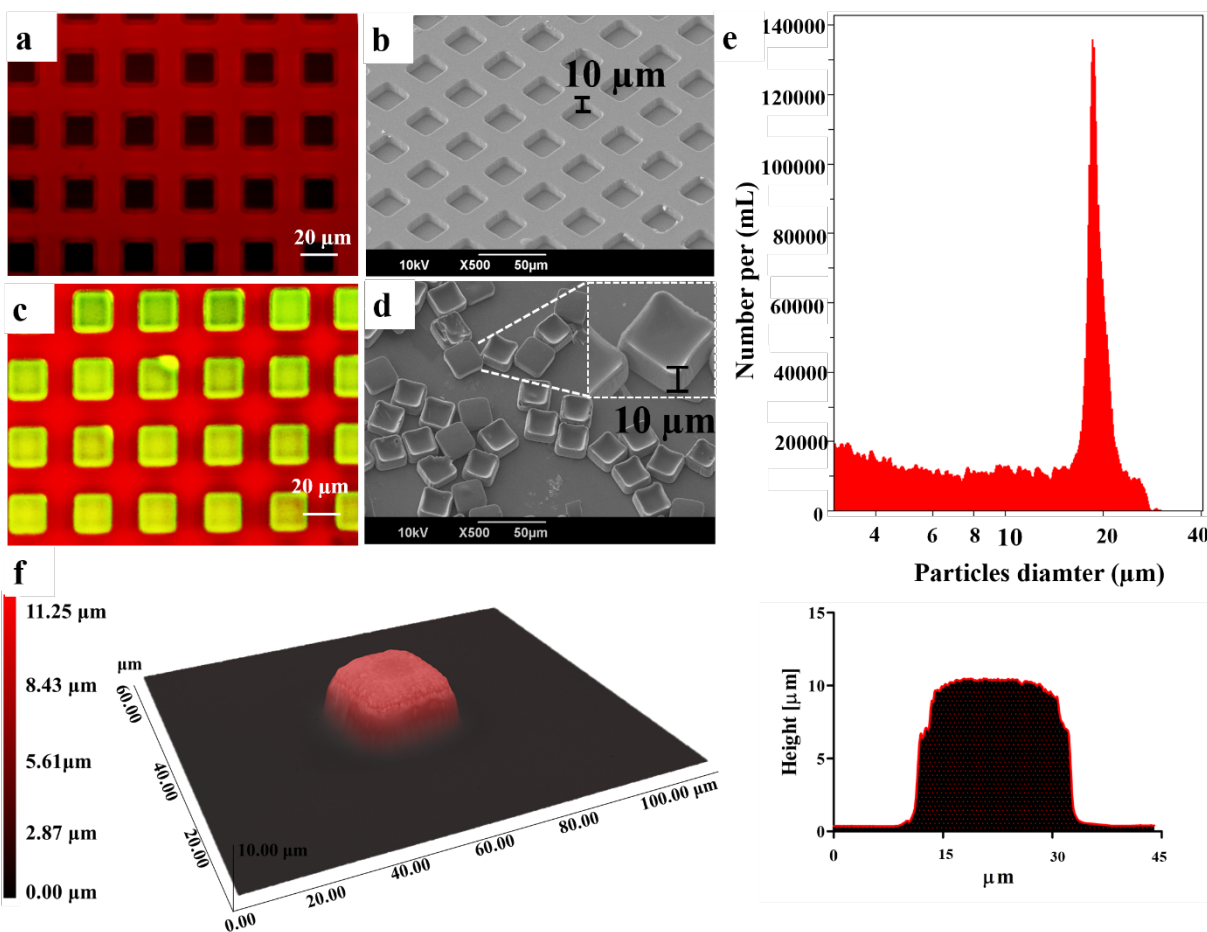 a
20 µm
b
10 µm
10kV X500 50µm
c
20 µm
d
10 µm
10kV X500 50µm
e
140000
120000
100000
80000
60000
40000
20000
0
Number per (mL)
4 6 8 10 20 40
Particles diamter (µm)
f
11.25 µm
8.43 µm
5.61µm
2.87 µm
0.00 µm
µm
60.00
40.00
20.00
10.00 µm
0.00
20.00
40.00
60.00
80.00
100.00 µm
15
10
5
0
Height [µm]
0 15 30 45
µm